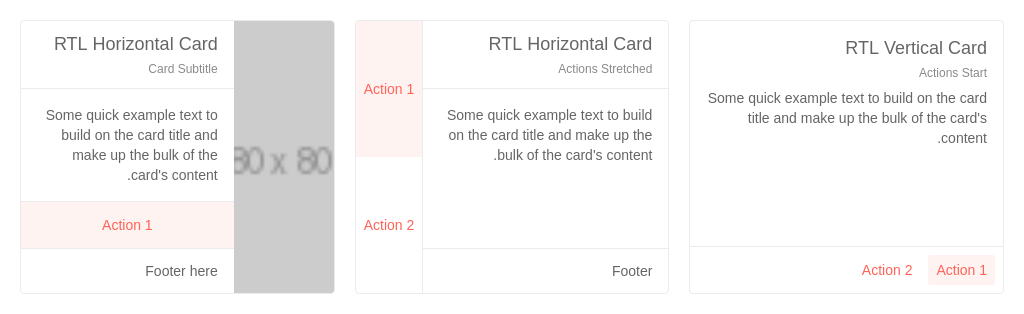 RTL Horizontal Card
Card Subtitle
Some quick example text to
build on the card title and
make up the bulk of the
.card's content
Action 1
Footer here
80 x 80
RTL Horizontal Card
Actions Stretched
Some quick example text to build
on the card title and make up the
.bulk of the card's content
Action 1
Action 2
Footer
RTL Vertical Card
Actions Start
Some quick example text to build on the card
title and make up the bulk of the card's
.content
Action 2
Action 1